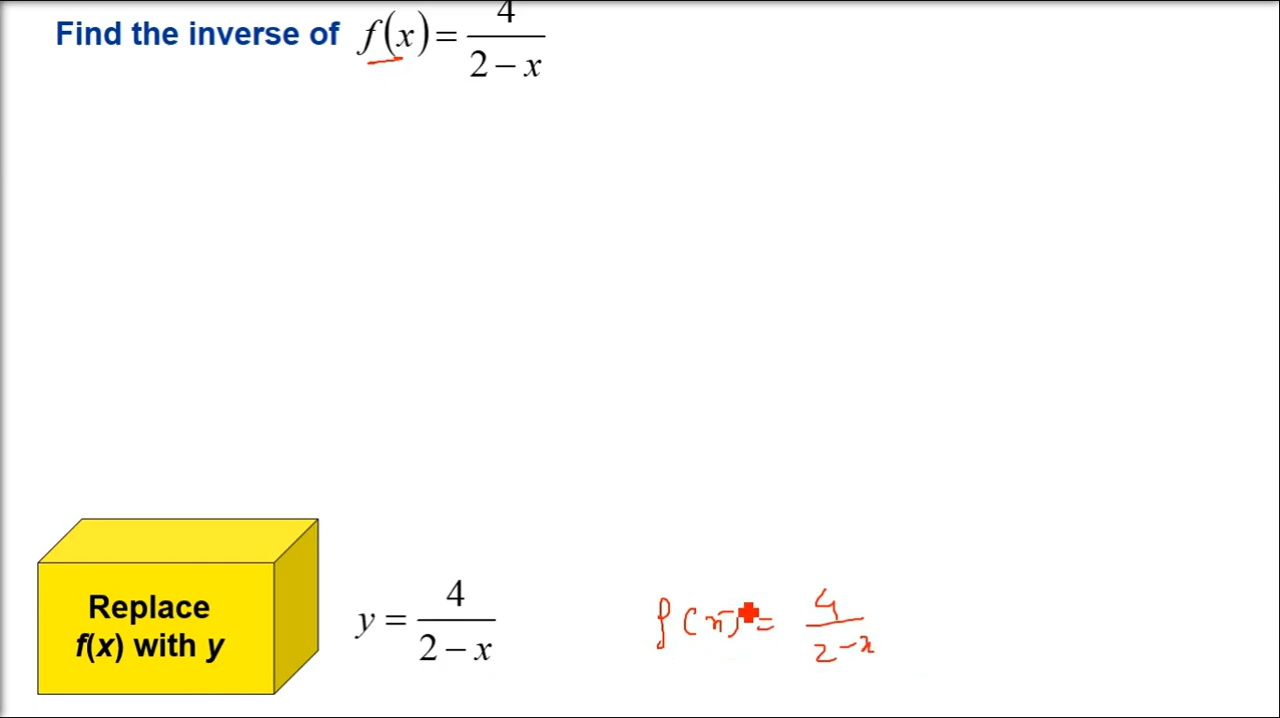 Find the inverse of f(x) = 4/(2 − x)
Replace
f(x) with y
y = 4/(2 − x)
f(x) = 4/(2−x)